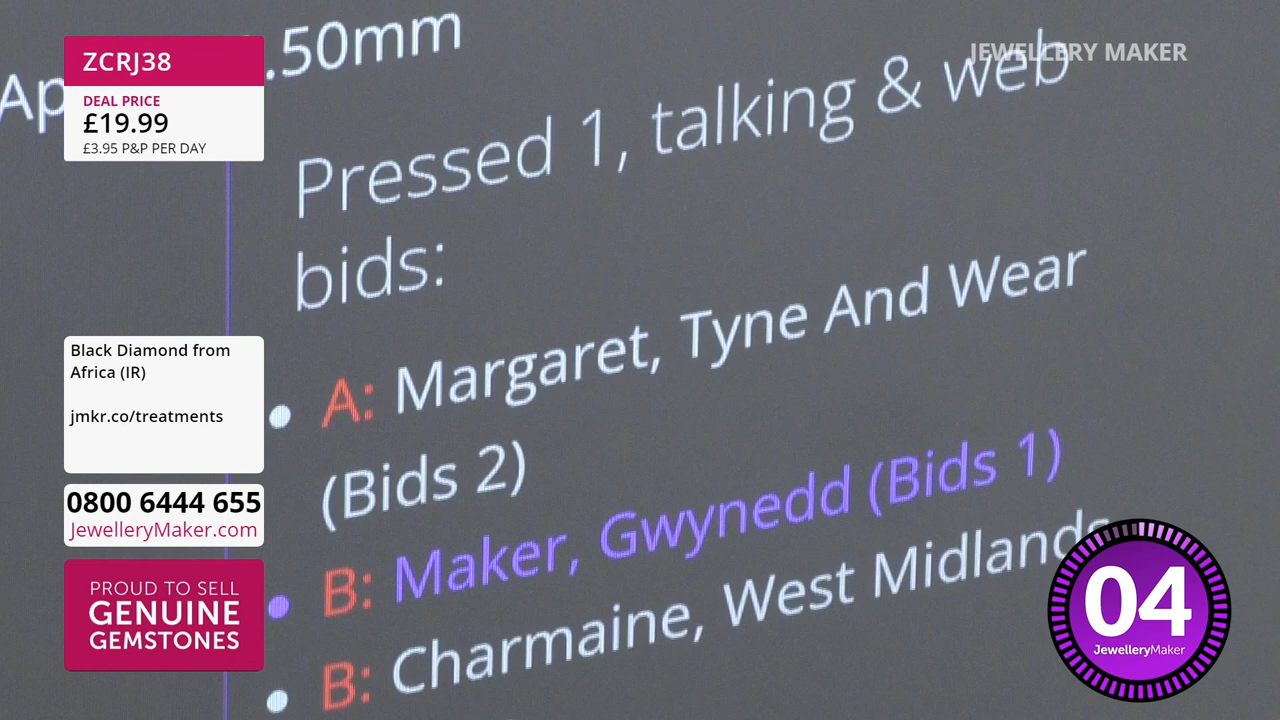 ZCRJ38
DEAL PRICE
£19.99
£3.95 P&P PER DAY
Black Diamond from
Africa (IR)
jmkr.co/treatments
0800 6444 655
JewelleryMaker.com
PROUD TO SELL
GENUINE
GEMSTONES
.50mm
Pressed 1, talking & web
bids:
• A: Margaret, Tyne And Wear
(Bids 2)
• B: Maker, Gwynedd (Bids 1)
• B: Charmaine, West Midlands
JEWELLERY MAKER
04
JewelleryMaker